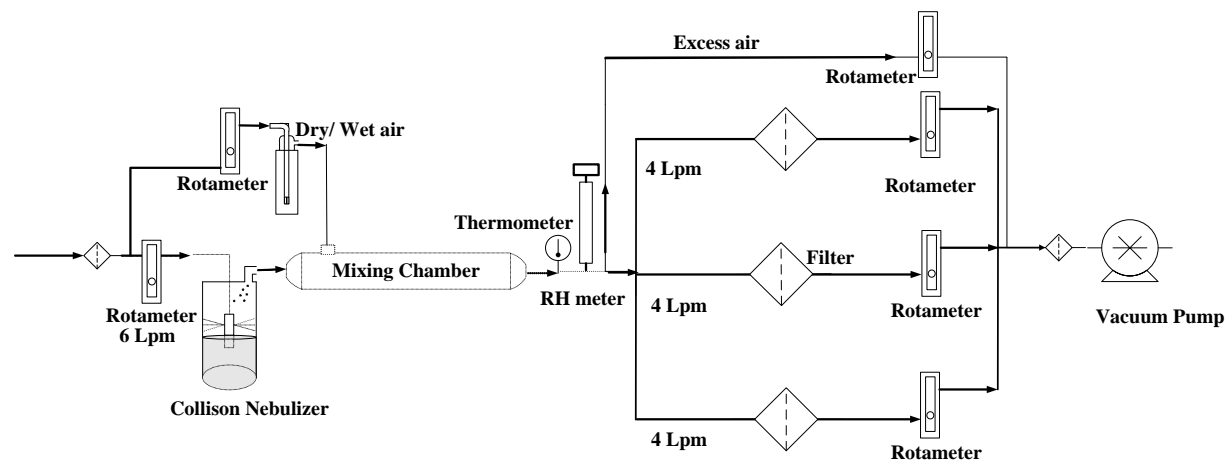 Excess air
Rotameter
Dry/ Wet air
Rotameter
4 Lpm
Rotameter
Thermometer
Mixing Chamber
Filter
RH meter
4 Lpm
Rotameter
Rotameter
6 Lpm
Vacuum Pump
Collison Nebulizer
4 Lpm
Rotameter